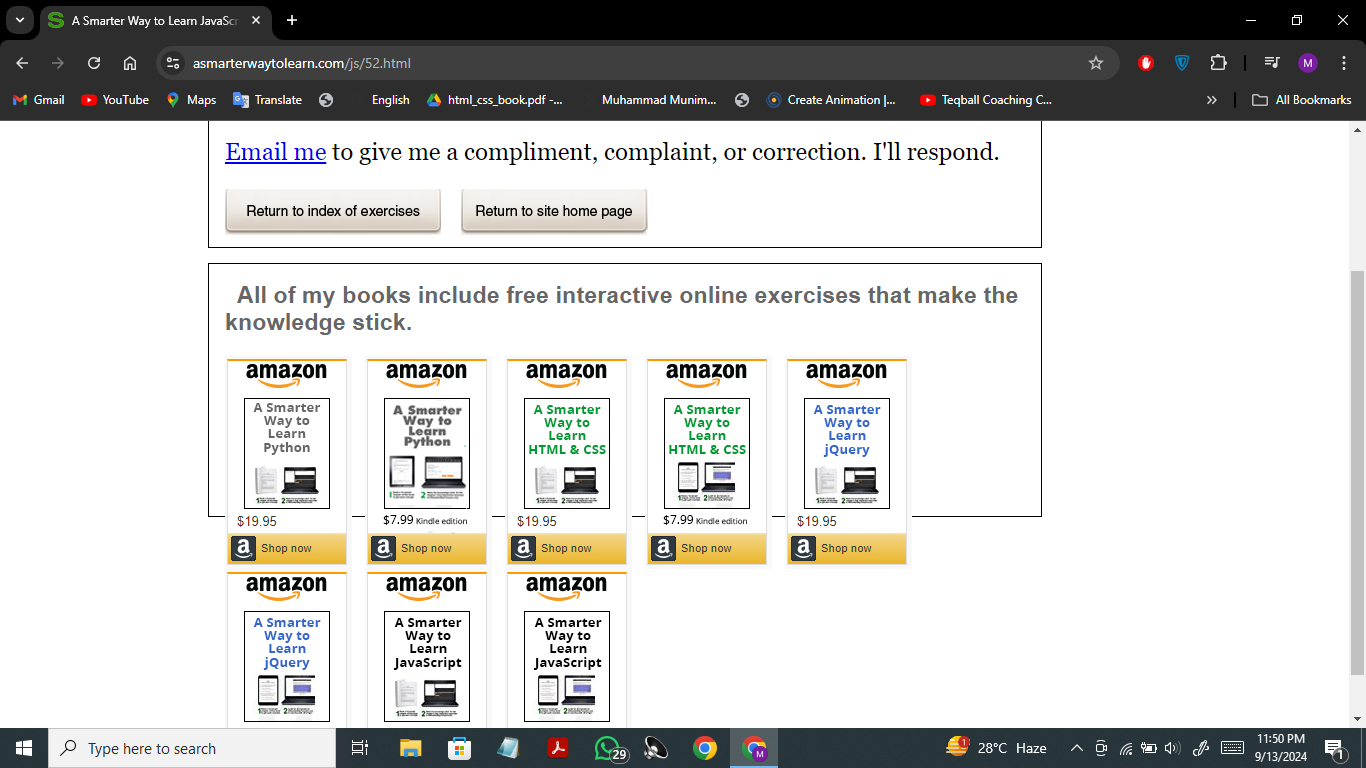 A Smarter Way to Learn JavaSc
asmarterwaytolearn.com/js/52.html
M
Gmail
YouTube
Maps
Translate
English
html_css_book.pdf -...
Muhammad Munim...
Create Animation |...
Teqball Coaching C...
»
All Bookmarks
Email me to give me a compliment, complaint, or correction. I'll respond.
Return to index of exercises
Return to site home page
All of my books include free interactive online exercises that make the
knowledge stick.
amazon amazon amazon amazon amazon
A Smarter
Way to
Learn
Python
A Smarter
Way to
Learn
Python
A Smarter
Way to
Learn
HTML & CSS
A Smarter
Way to
Learn
HTML & CSS
A Smarter
Way to
Learn
jQuery
$19.95
$7.99 Kindle edition
$19.95
$7.99 Kindle edition
$19.95
Shop now
Shop now
Shop now
Shop now
Shop now
amazon amazon amazon
A Smarter
Way to
Learn
jQuery
A Smarter
Way to
Learn
JavaScript
A Smarter
Way to
Learn
JavaScript
Type here to search
29
M
1
28°C Haze
11:50 PM
9/13/2024
1